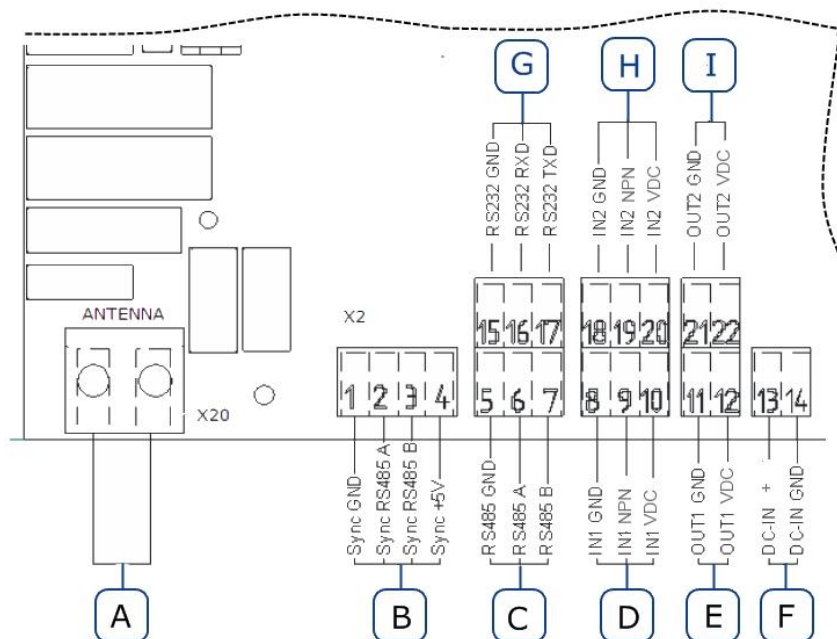 G H I
RS232 GND
RS232 RXD
RS232 TXD
IN2 GND
IN2 NPN
IN2 VDC
OUT2 GND
OUT2 VDC
ANTENNA
X2
15 16 17 18 19 20 21 22
X20
1 2 3 4 5 6 7 8 9 10 11 12 13 14
Sync GND
Sync RS485 A
Sync RS485 B
Sync +5V
RS485 GND
RS485 A
RS485 B
IN1 GND
IN1 NPN
IN1 VDC
OUT1 GND
OUT1 VDC
DC-IN +
DC-IN GND
A B C D E F